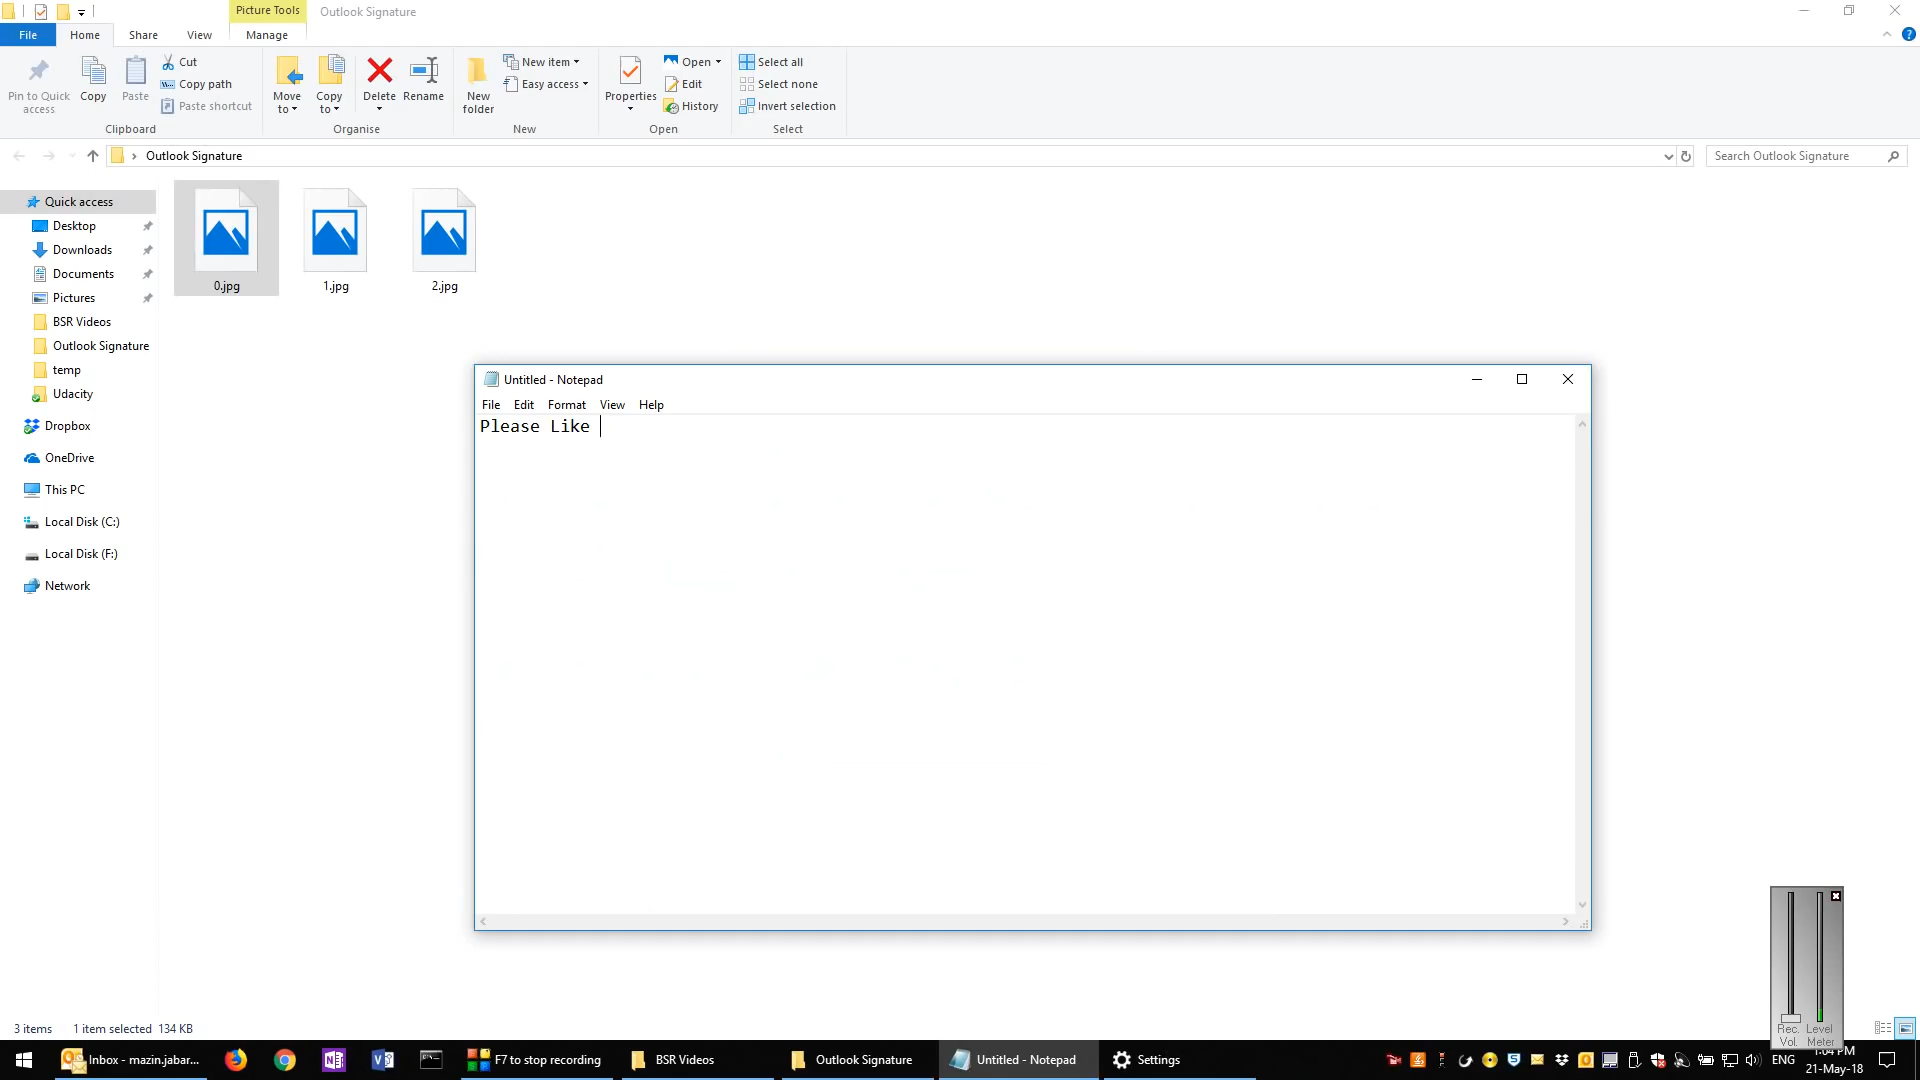 Picture Tools
Outlook Signature
File
Home
Share
View
Manage
Pin to Quick access
Copy
Paste
Cut
Copy path
Paste shortcut
Clipboard
Move to
Copy to
Delete
Rename
Organise
New folder
New item
Easy access
New
Properties
Open
Edit
History
Open
Select all
Select none
Invert selection
Select
Outlook Signature
Search Outlook Signature
Quick access
Desktop
Downloads
Documents
Pictures
BSR Videos
Outlook Signature
temp
Udacity
Dropbox
OneDrive
This PC
Local Disk (C:)
Local Disk (F:)
Network
0.jpg
1.jpg
2.jpg
Untitled - Notepad
File Edit Format View Help
Please Like
Rec. Level
Vol. Meter
3 items 1 item selected 134 KB
Inbox - mazin.jabar...
F7 to stop recording
BSR Videos
Outlook Signature
Untitled - Notepad
Settings
ENG
1:04 PM
21-May-18